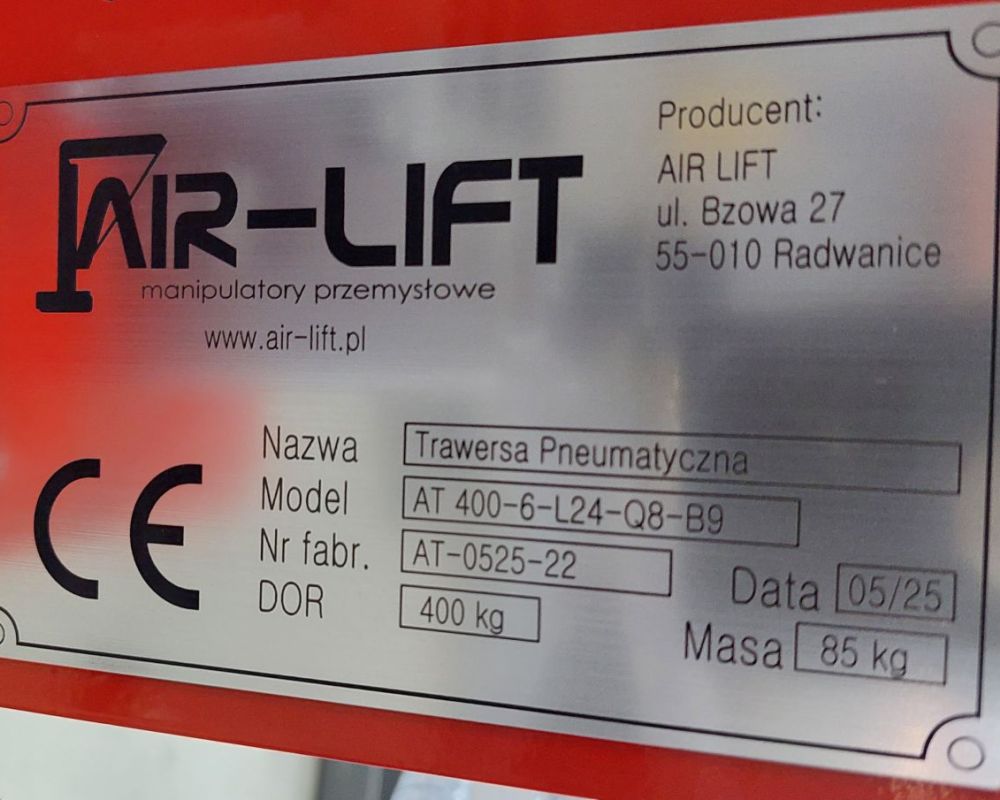 AIR-LIFT
manipulatory przemysłowe
www.air-lift.pl
Producent:
AIR LIFT
ul. Bzowa 27
55-010 Radwanice
CE
Nazwa Trawersa Pneumatyczna
Model AT 400-6-L24-Q8-B9
Nr fabr. AT-0525-22
DOR 400 kg
Data 05/25
Masa 85 kg